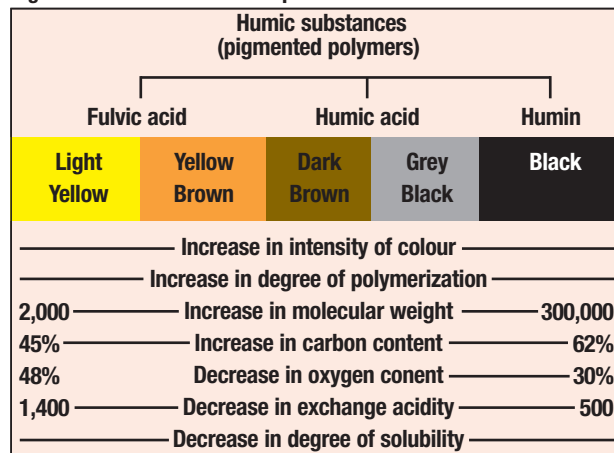 Humic substances
(pigmented polymers)
Fulvic acid Humic acid Humin
Light Yellow Dark Grey Black
Yellow Brown Brown Black
Increase in intensity of colour
Increase in degree of polymerization
2,000 Increase in molecular weight 300,000
45% Increase in carbon content 62%
48% Decrease in oxygen conent 30%
1,400 Decrease in exchange acidity 500
Decrease in degree of solubility